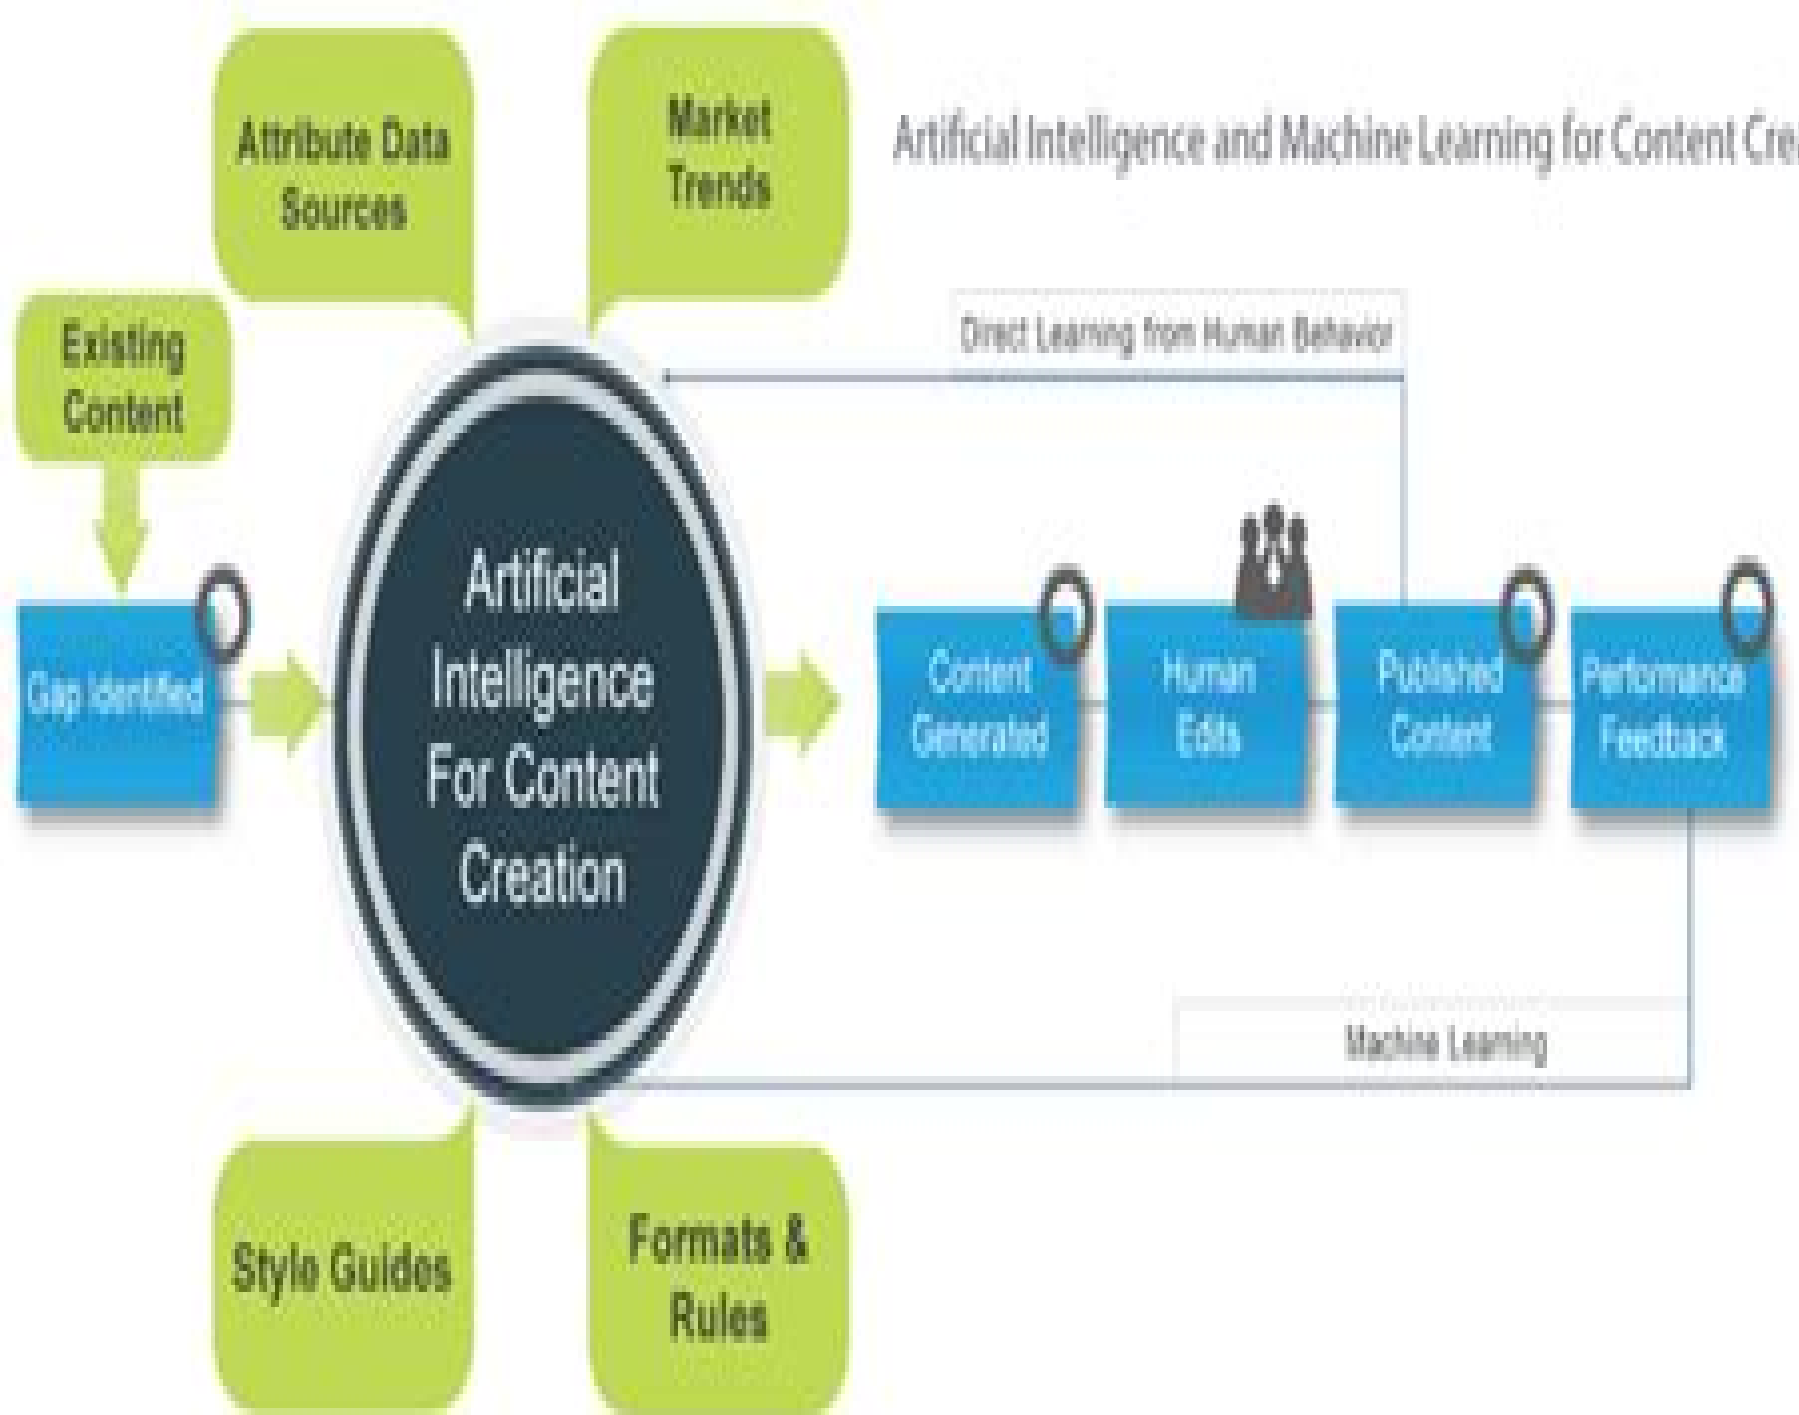 Attribute Data
Sources
Market
Trends
Artificial Intelligence and Machine Learning for Content Cre
Existing
Content
Direct Learning from Human Behavior
Gap Identified
Artificial
Intelligence
For Content
Creation
Content
Generated
Human
Edits
Published
Content
Performance
Feedback
Machine Learning
Style Guides
Formats &
Rules